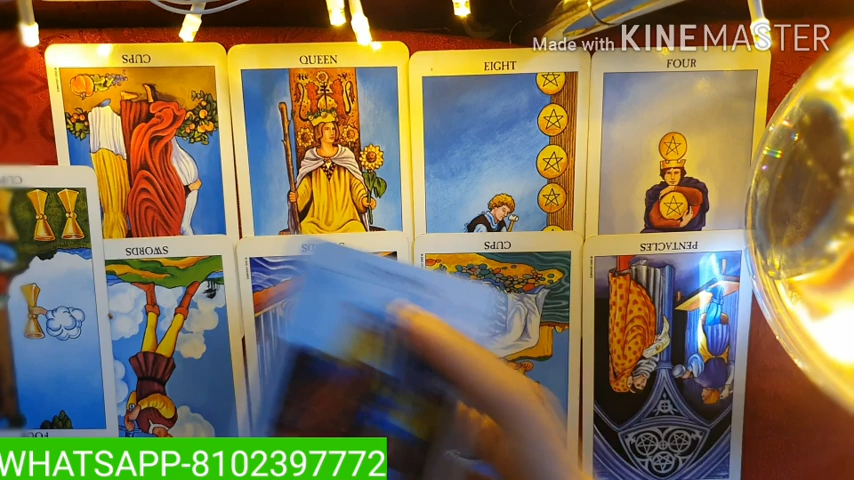 Made with KINEMASTER
CUPS
QUEEN
EIGHT
FOUR
SWORDS
CUPS
PENTACLES
WHATSAPP-8102397772